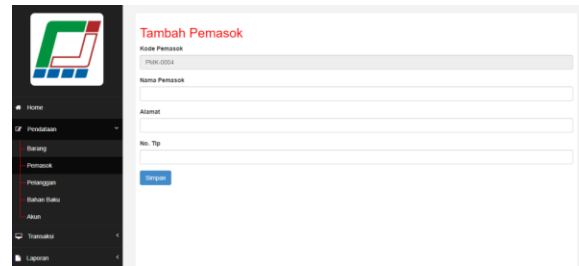 Tambah Pemasok
Kode Pemasok
PMK-0004
Nama Pemasok
Alamat
No. Tlp
Simpan
Home
Pendataan
Barang
Pemasok
Pelanggan
Bahan Baku
Akun
Transaksi
Laporan